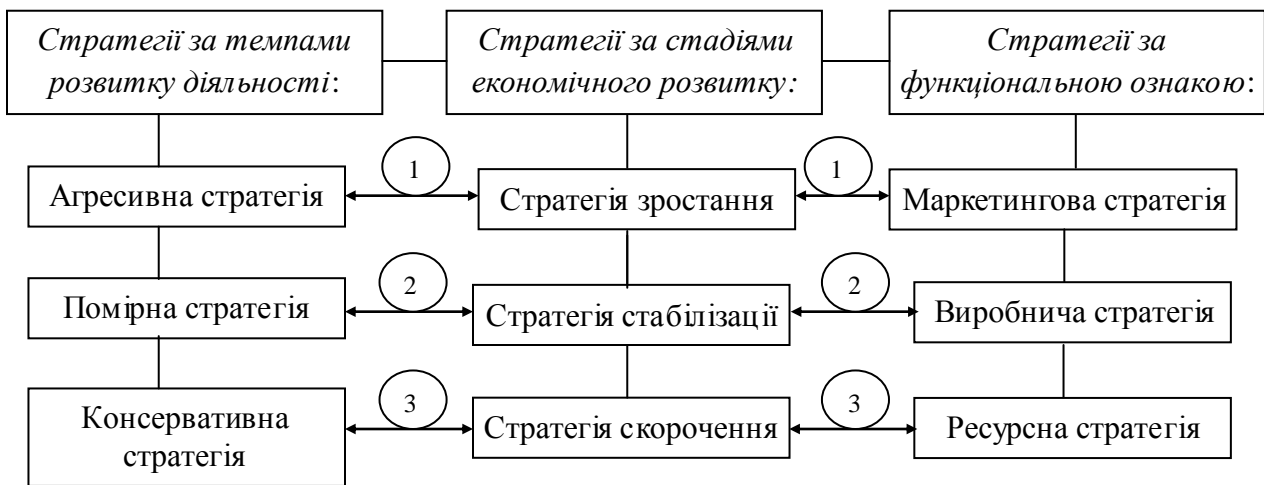 Стратегії за темпами
розвитку діяльності:
Стратегії за стадіями
економічного розвитку:
Стратегії за
функціональною ознакою:
Агресивна стратегія
1
Стратегія зростання
1
Маркетингова стратегія
Помірна стратегія
2
Стратегія стабілізації
2
Виробнича стратегія
Консервативна
стратегія
3
Стратегія скорочення
3
Ресурсна стратегія